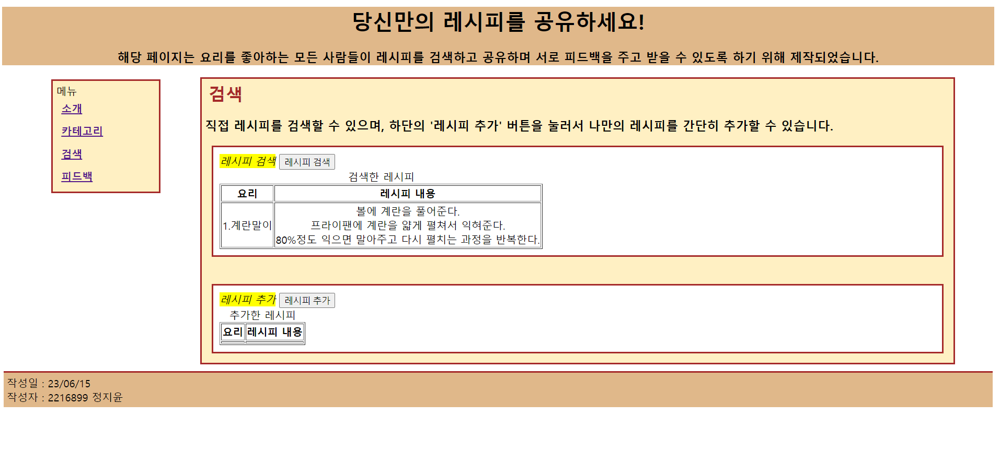 당신만의 레시피를 공유하세요!
해당 페이지는 요리를 좋아하는 모든 사람들이 레시피를 검색하고 공유하며 서로 피드백을 주고 받을 수 있도록 하기 위해 제작되었습니다.
메뉴
소개
카테고리
검색
피드백
검색
직접 레시피를 검색할 수 있으며, 하단의 '레시피 추가' 버튼을 눌러서 나만의 레시피를 간단히 추가할 수 있습니다.
레시피 검색 레시피 검색
검색한 레시피
요리 레시피 내용
1.계란말이
볼에 계란을 풀어준다.
프라이팬에 계란을 얇게 펼쳐서 익혀준다.
80%정도 익으면 말아주고 다시 펼치는 과정을 반복한다.
레시피 추가 레시피 추가
추가한 레시피
요리 레시피 내용
작성일 : 23/06/15
작성자 : 2216899 정지윤